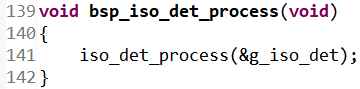 139 void bsp_iso_det_process(void)
140 {
141     iso_det_process(&g_iso_det);
142 }